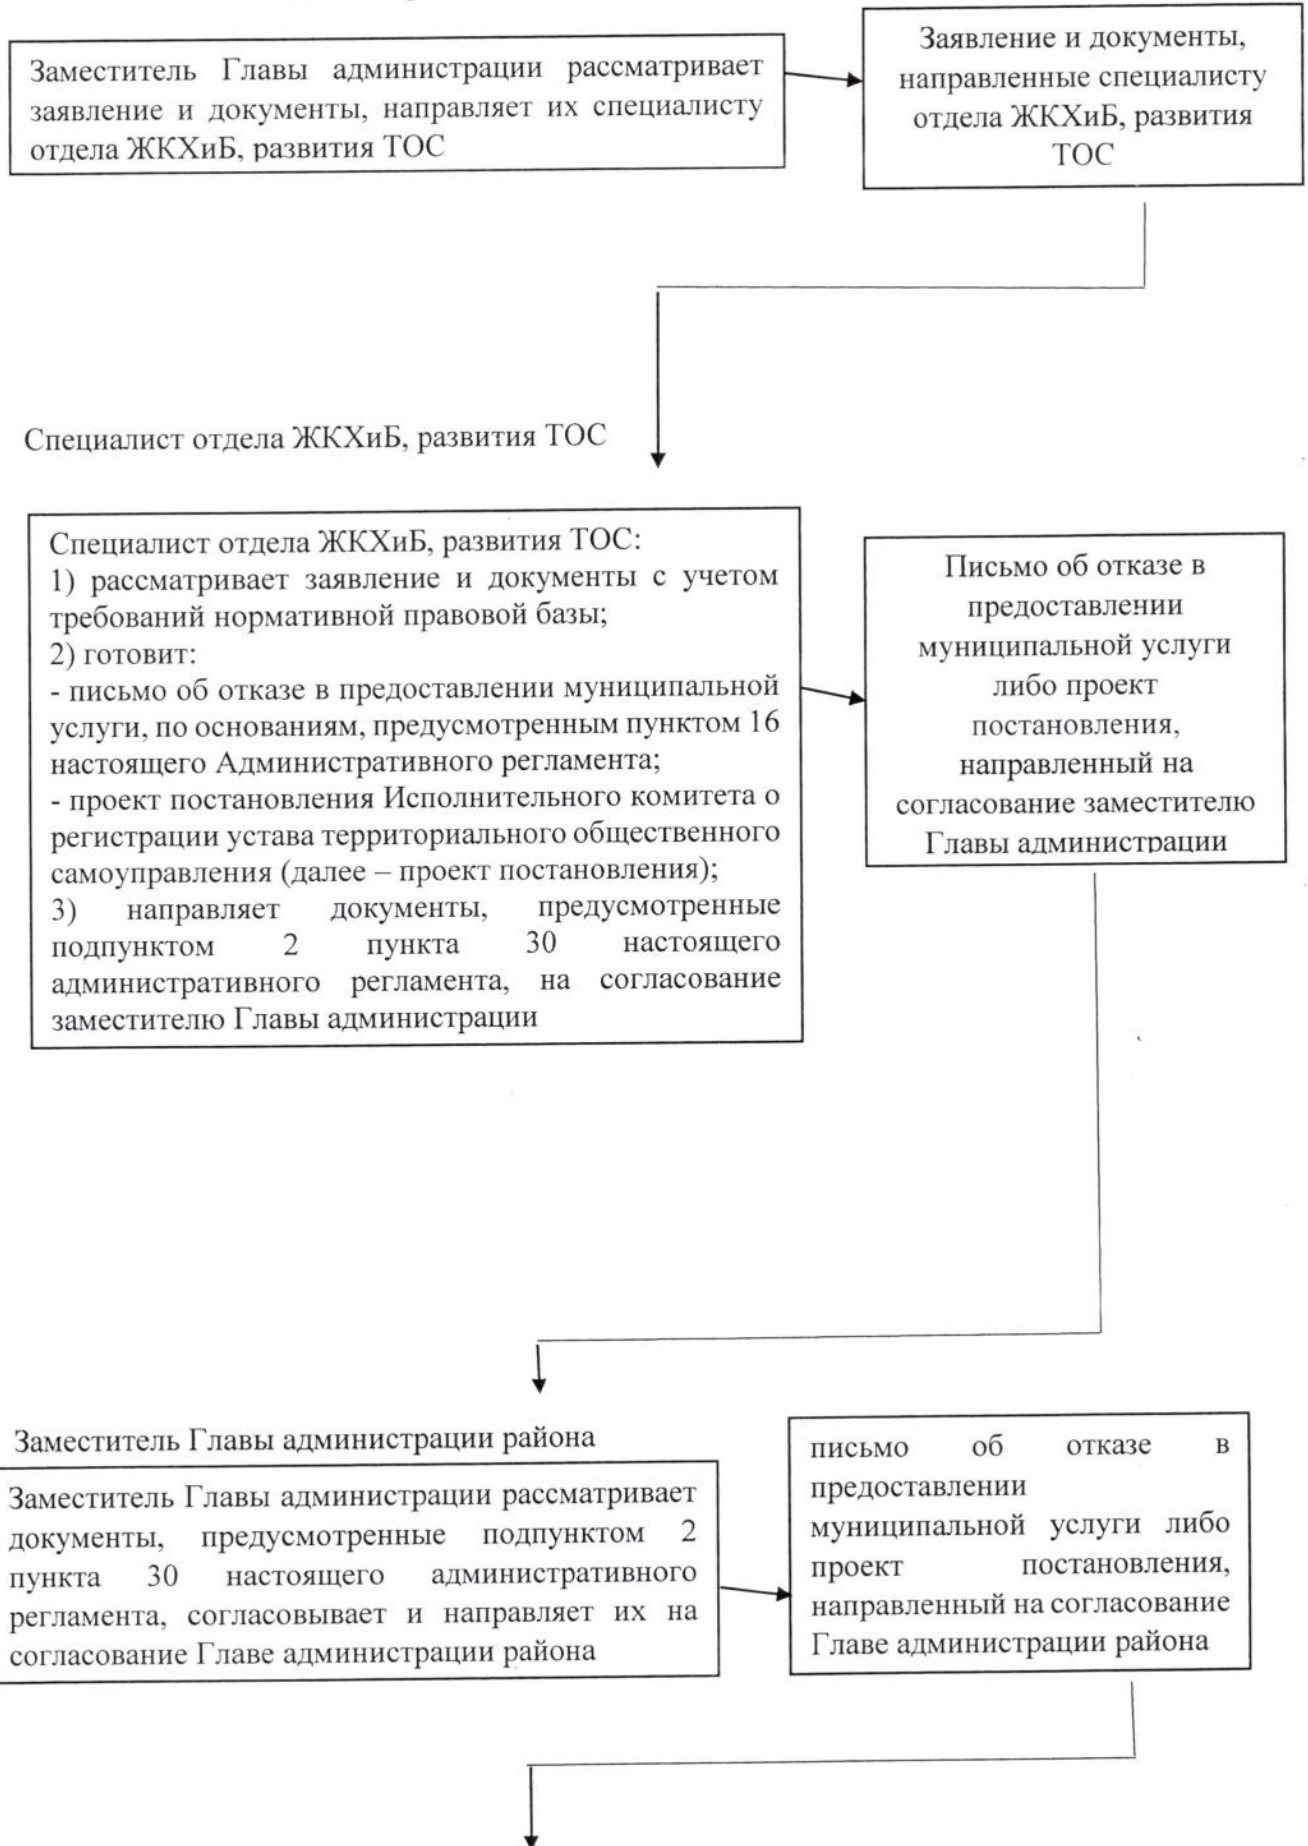 Заместитель Главы администрации рассматривает
заявление и документы, направляет их специалисту
отдела ЖКХиБ, развития ТОС
Заявление и документы,
направленные специалисту
отдела ЖКХиБ, развития
ТОС
Специалист отдела ЖКХиБ, развития ТОС
Специалист отдела ЖКХиБ, развития ТОС:
1) рассматривает заявление и документы с учетом
требований нормативной правовой базы;
2) готовит:
- письмо об отказе в предоставлении муниципальной
услуги, по основаниям, предусмотренным пунктом 16
настоящего Административного регламента;
- проект постановления Исполнительного комитета о
регистрации устава территориального общественного
самоуправления (далее – проект постановления);
3) направляет документы, предусмотренные
подпунктом 2 пункта 30 настоящего
административного регламента, на согласование
заместителю Главы администрации
Письмо об отказе в
предоставлении
муниципальной услуги
либо проект
постановления,
направленный на
согласование заместителю
Главы администрации
Заместитель Главы администрации района
Заместитель Главы администрации рассматривает
документы, предусмотренные подпунктом 2
пункта 30 настоящего административного
регламента, согласовывает и направляет их на
согласование Главе администрации района
письмо об отказе в
предоставлении
муниципальной услуги либо
проект постановления,
направленный на согласование
Главе администрации района